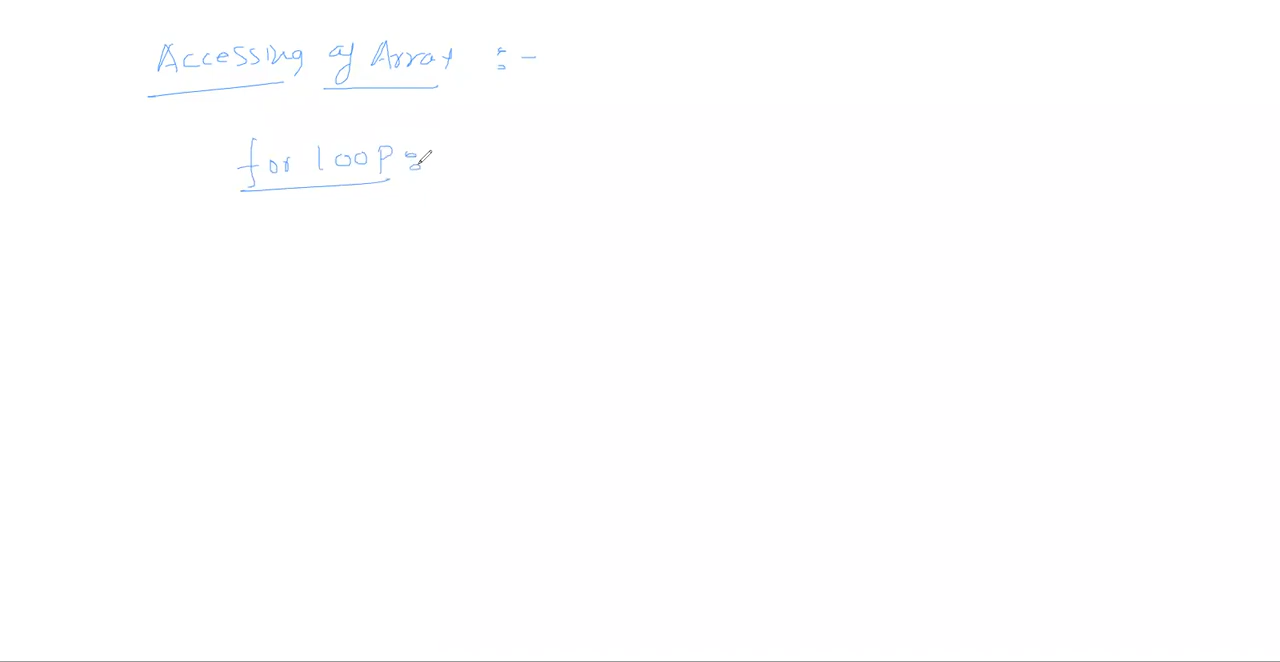 Accessing of Array :-
for loop :